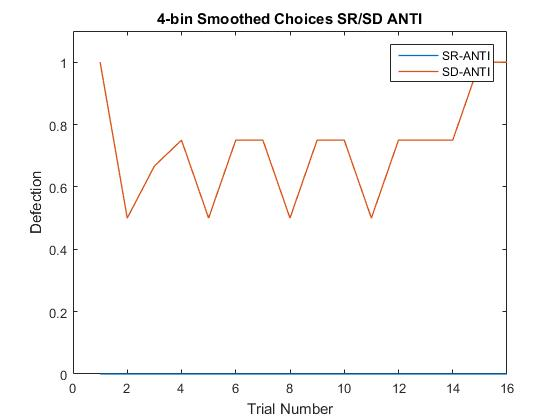 4-bin Smoothed Choices SR/SD ANTI
SR-ANTI
SD-ANTI
1
0.8
0.6
0.4
0.2
0
Defection
0 2 4 6 8 10 12 14 16
Trial Number